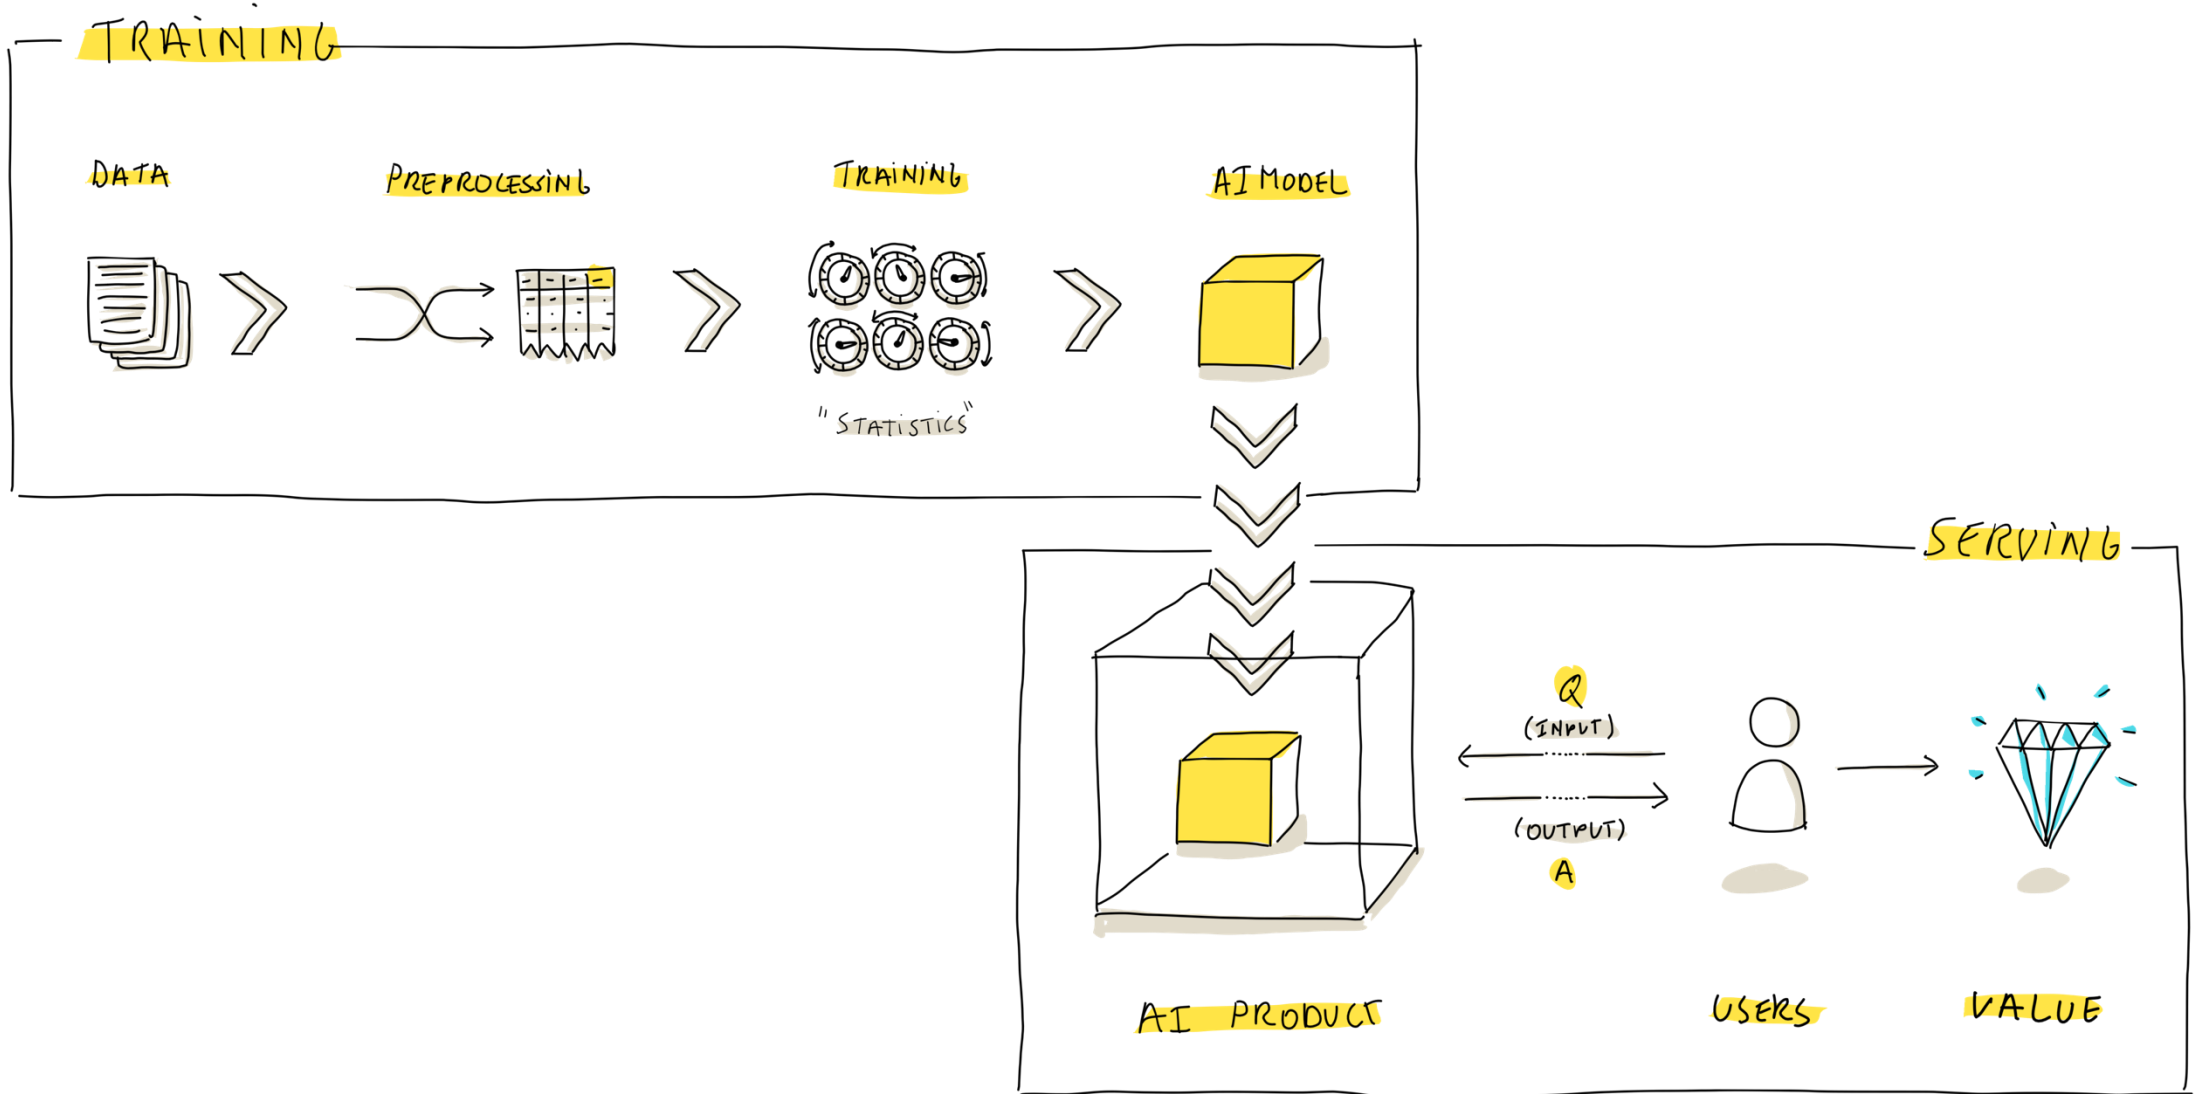 TRAINING
DATA
PREPROCESSING
TRAINING
AI MODEL
"STATISTICS"
SERVING
Q
(INPUT)
(OUTPUT)
A
AI PRODUCT
USERS
VALUE